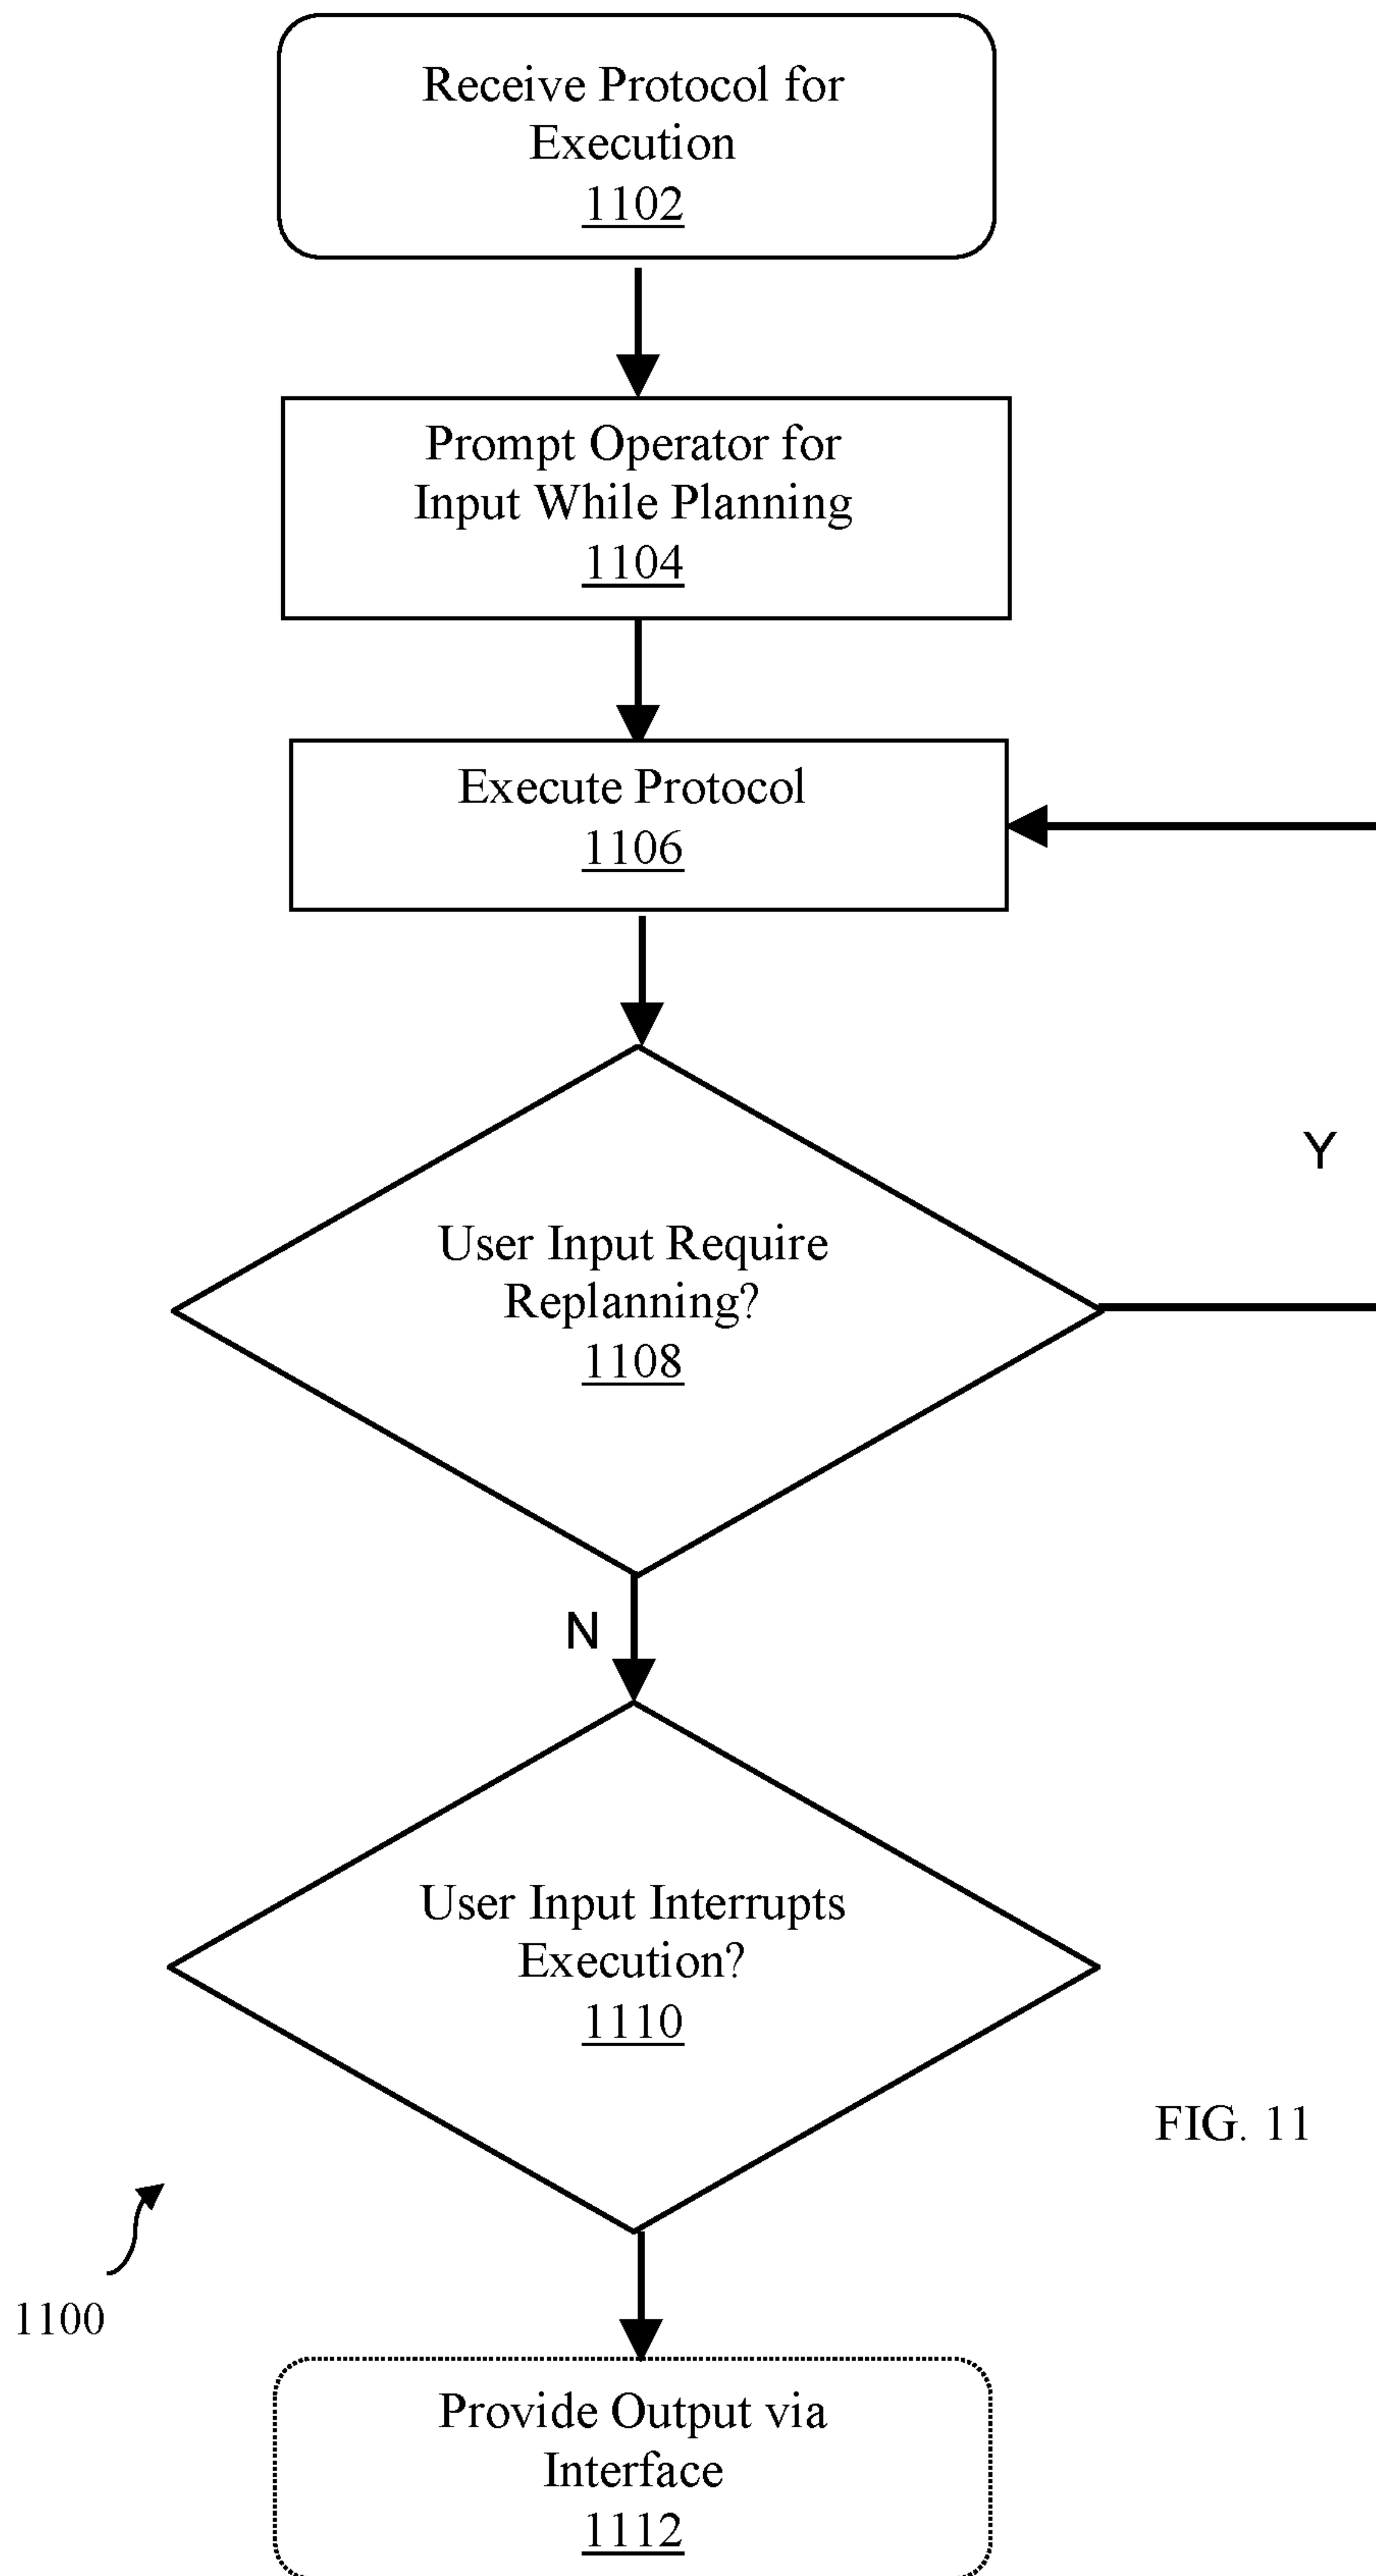 Receive Protocol for
Execution
1102
Prompt Operator for
Input While Planning
1104
Execute Protocol
1106
User Input Require
Replanning?
1108
Y
N
User Input Interrupts
Execution?
1110
FIG. 11
1100
Provide Output via
Interface
1112